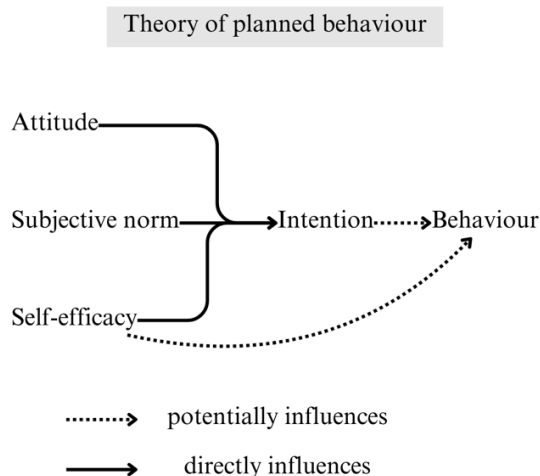 Theory of planned behaviour
Attitude
Subjective norm
Intention
Behaviour
Self-efficacy
potentially influences
directly influences